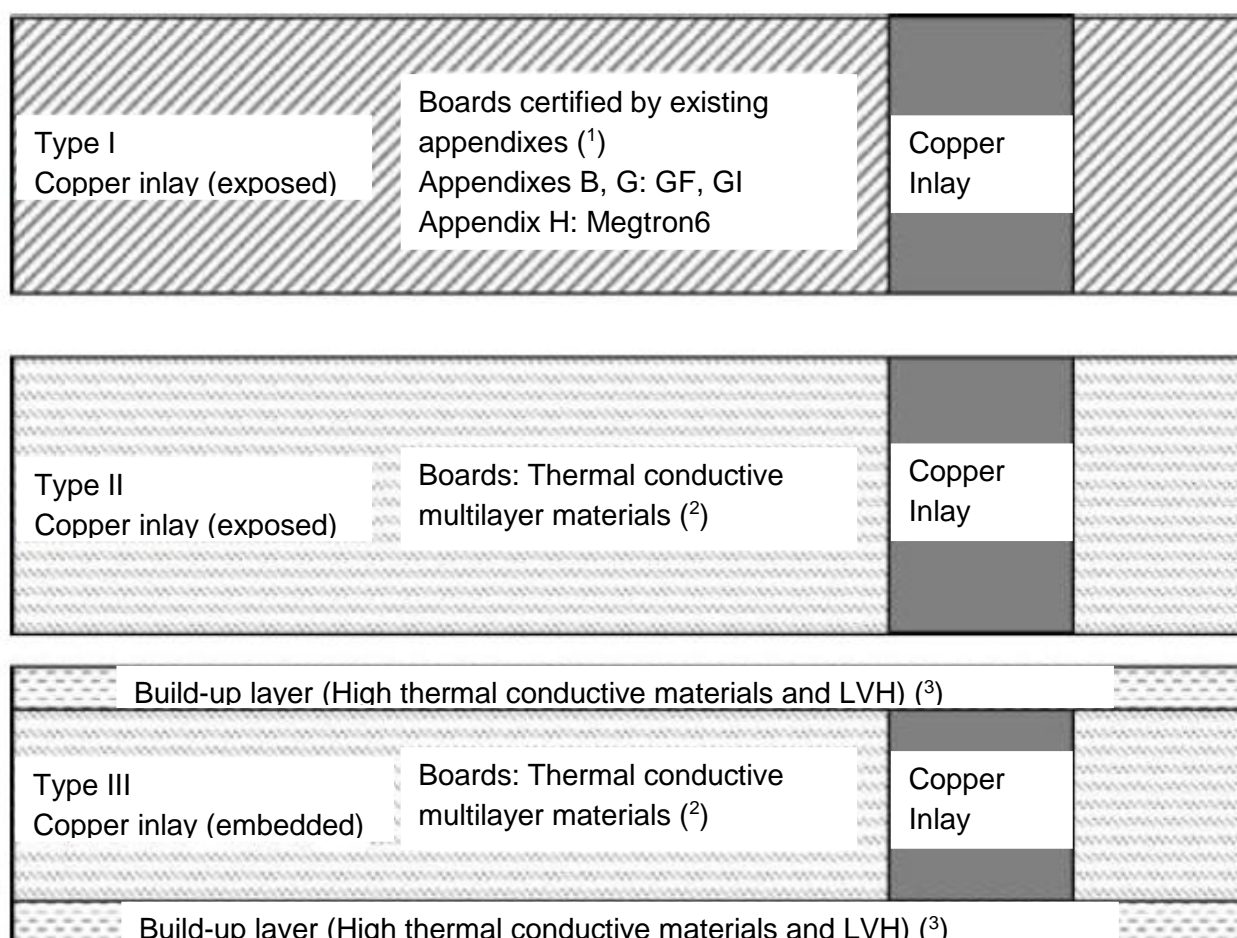 Type I
Copper inlay (exposed)
Boards certified by existing
appendixes (¹)
Appendixes B, G: GF, GI
Appendix H: Megtron6
Copper
Inlay
Type II
Copper inlay (exposed)
Boards: Thermal conductive
multilayer materials (²)
Copper
Inlay
Build-up layer (High thermal conductive materials and LVH) (³)
Type III
Copper inlay (embedded)
Boards: Thermal conductive
multilayer materials (²)
Copper
Inlay
Build-up layer (High thermal conductive materials and LVH) (³)